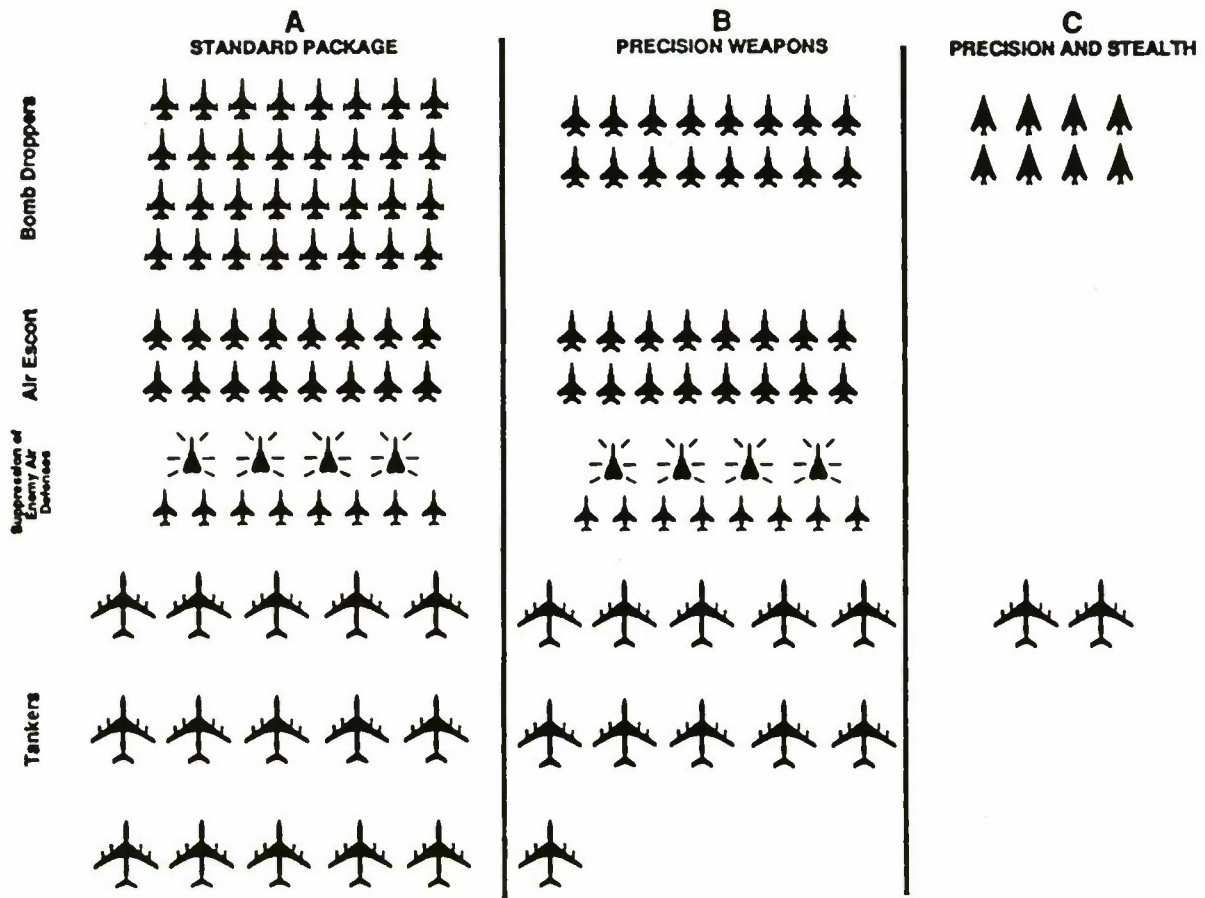 A
STANDARD PACKAGE
B
PRECISION WEAPONS
C
PRECISION AND STEALTH
Bomb Droppers
Air Escort
Suppression of
Enemy Air
Defenses
Tankers